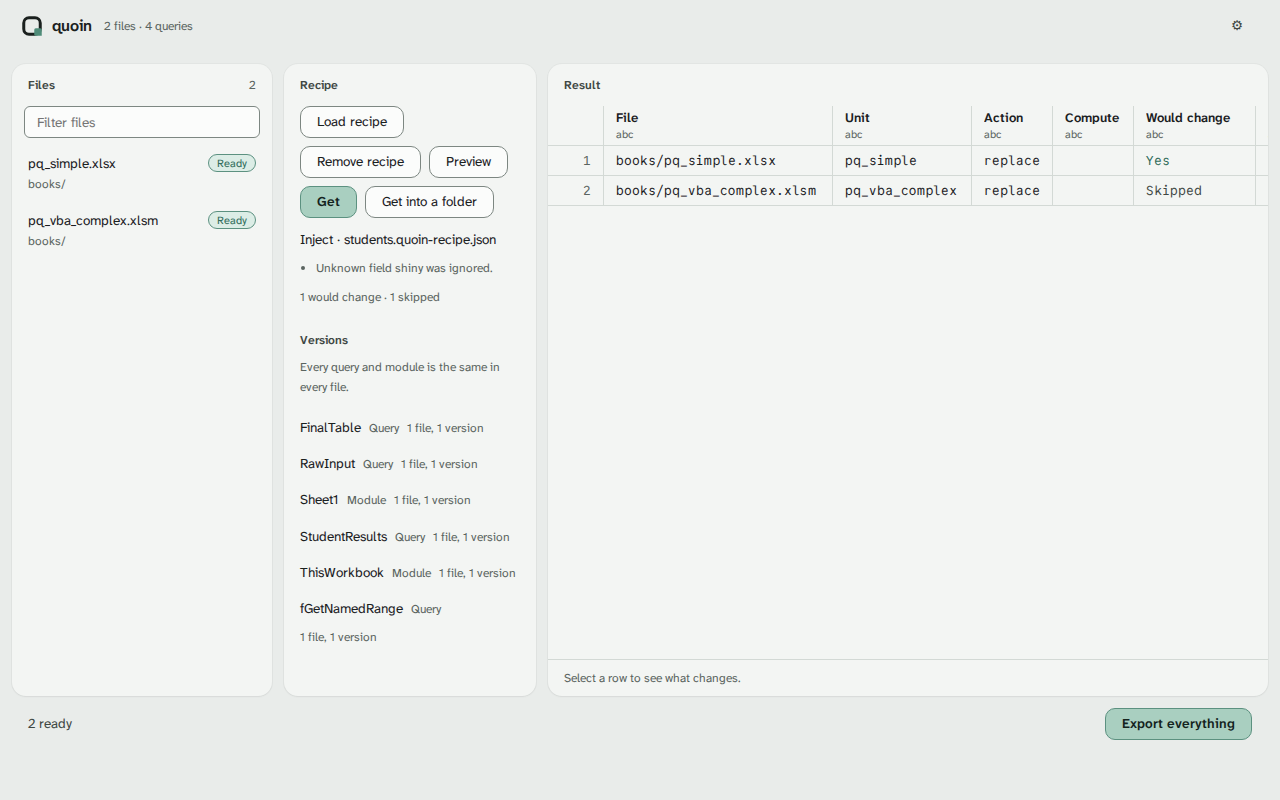 quoin 2 files · 4 queries
⚙
Files 2
Filter files
pq_simple.xlsx Ready
books/
pq_vba_complex.xlsm Ready
books/
Recipe
Load recipe
Remove recipe Preview
Get Get into a folder
Inject · students.quoin-recipe.json
• Unknown field shiny was ignored.
1 would change · 1 skipped
Versions
Every query and module is the same in
every file.
FinalTable Query 1 file, 1 version
RawInput Query 1 file, 1 version
Sheet1 Module 1 file, 1 version
StudentResults Query 1 file, 1 version
ThisWorkbook Module 1 file, 1 version
fGetNamedRange Query
1 file, 1 version
Result
File Unit Action Compute Would change
abc abc abc abc abc
1 books/pq_simple.xlsx pq_simple replace Yes
2 books/pq_vba_complex.xlsm pq_vba_complex replace Skipped
Select a row to see what changes.
2 ready Export everything